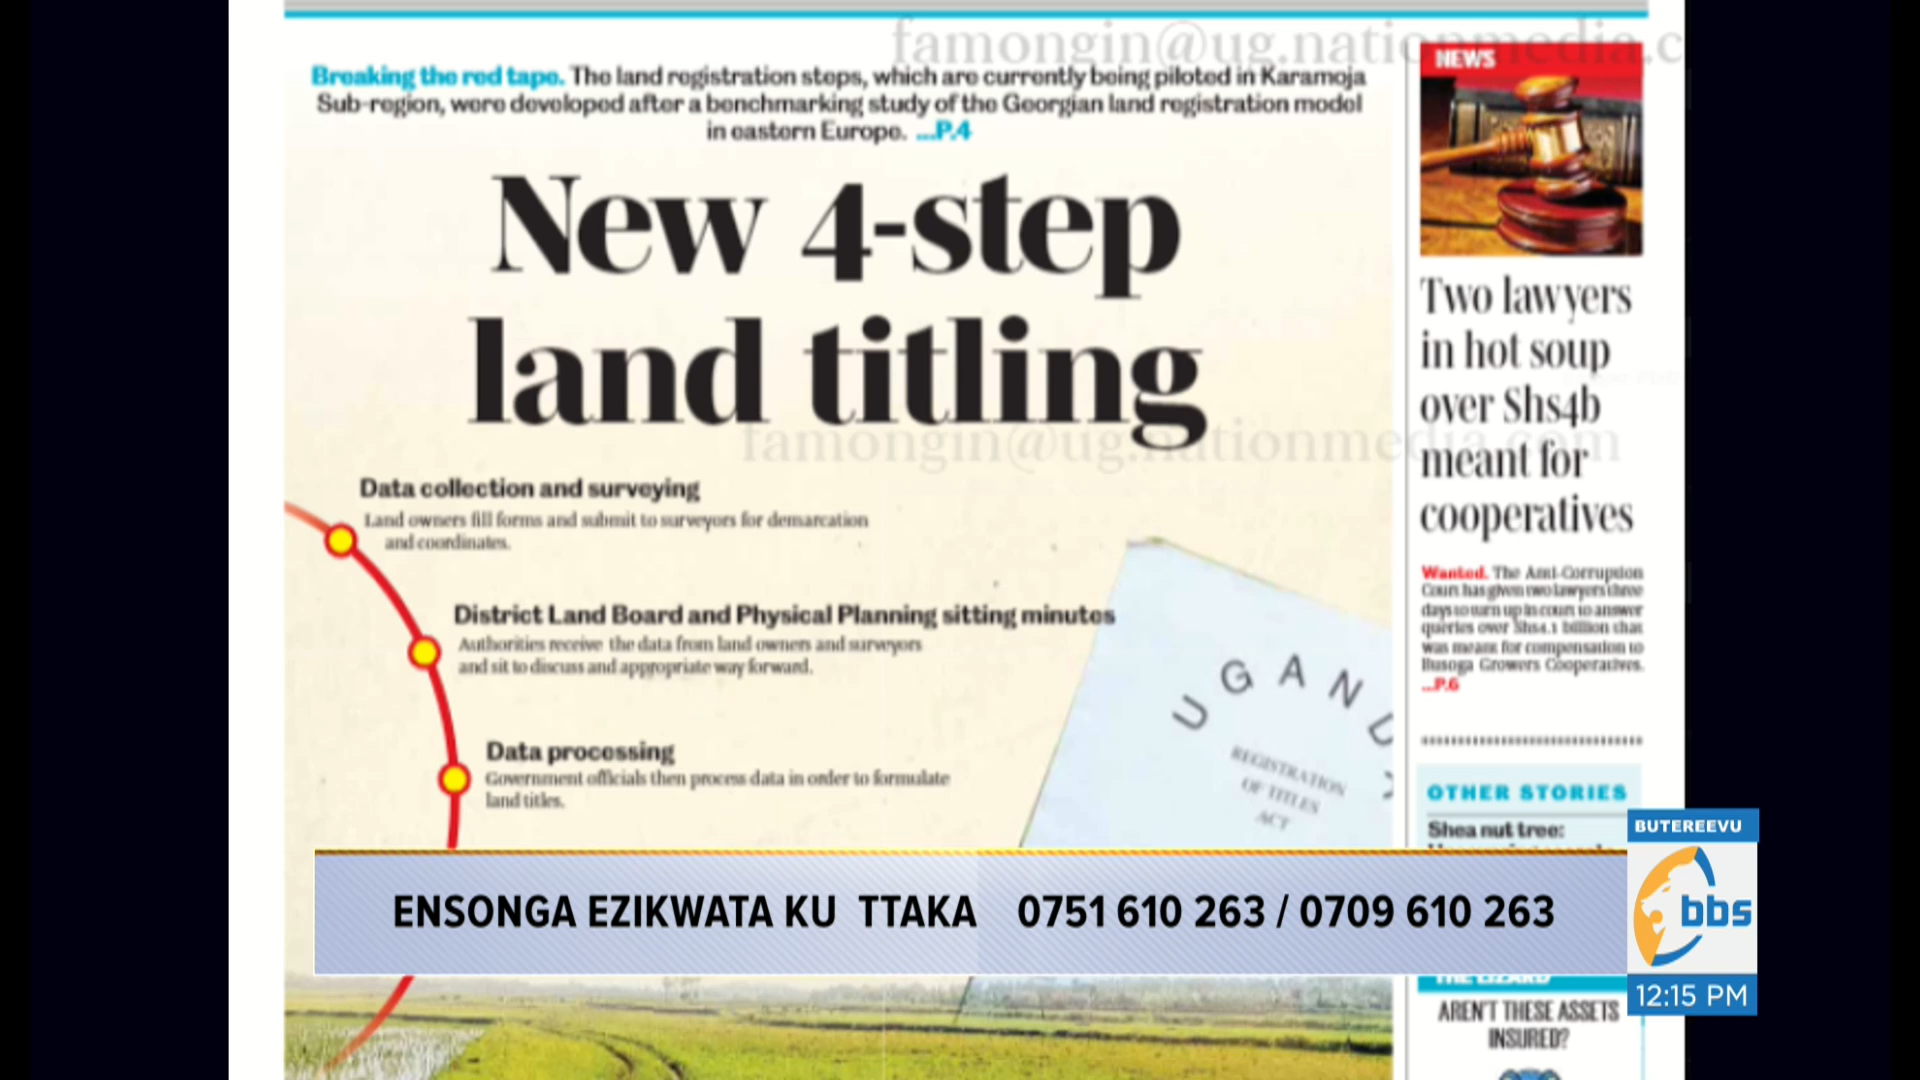 famongin@ug.nationmedia.c
Breaking the red tape. The land registration steps, which are currently being piloted in Karamoja
Sub-region, were developed after a benchmarking study of the Georgian land registration model
in eastern Europe. ...P.4
New 4-step
land titling
famongin@ug.nationmedia.com
Data collection and surveying
Land owners fill forms and submit to surveyors for demarcation
and coordinates.
District Land Board and Physical Planning sitting minutes
Authorities receive the data from land owners and surveyors
and sit to discuss and appropriate way forward.
Data processing
Government officials then process data in order to formulate
land titles.
UGAND
REGISTRATION
OF TITLES
ACT
NEWS
Two lawyers
in hot soup
over Shs4b
meant for
cooperatives
Wanted. The Anti-Corruption
Court has given two lawyers three
days to turn up in court to answer
queries over Shs4.1 billion that
was meant for compensation to
Busoga Growers Cooperatives.
...P.6
OTHER STORIES
Shea nut tree:
BUTEREEVU
bbs
12:15 PM
ENSONGA EZIKWATA KU TTAKA 0751 610 263 / 0709 610 263
AREN'T THESE ASSETS
INSURED?